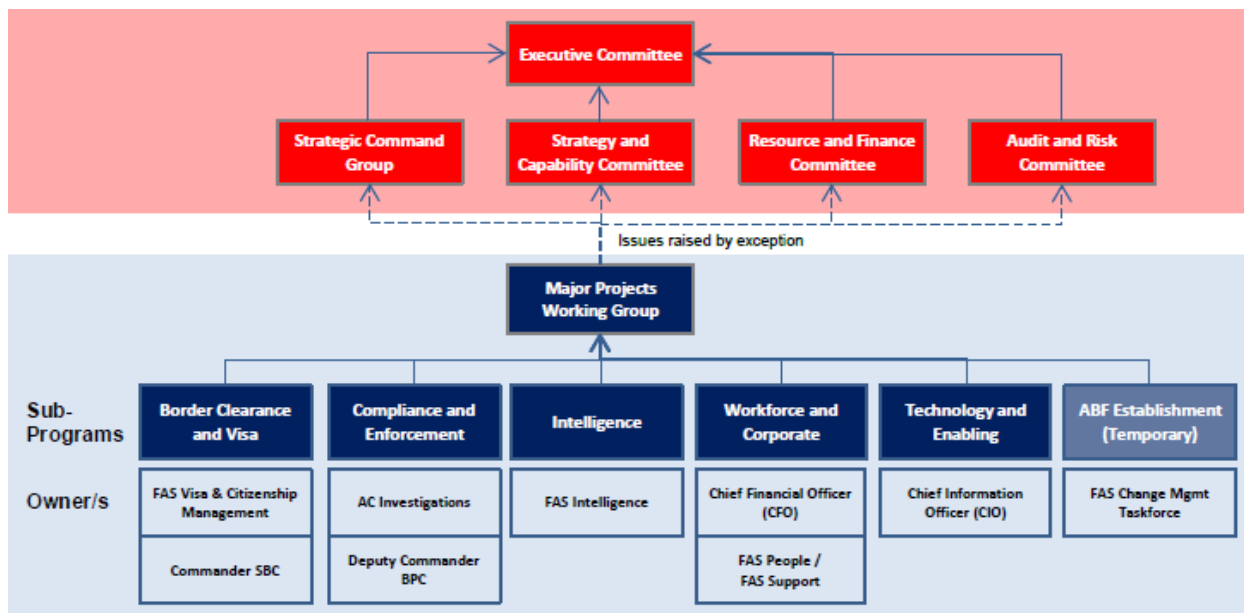 Executive Committee
Strategic Command
Group
Strategy and
Capability Committee
Resource and Finance
Committee
Audit and Risk
Committee
Issues raised by exception
Major Projects
Working Group
Sub-
Programs
Border Clearance
and Visa
Compliance and
Enforcement
Intelligence
Workforce and
Corporate
Technology and
Enabling
ABF Establishment
(Temporary)
Owner/s
FAS Visa & Citizenship
Management
AC Investigations
FAS Intelligence
Chief Financial Officer
(CFO)
Chief Information
Officer (CIO)
FAS Change Mgmt
Taskforce
Commander SBC
Deputy Commander
BPC
FAS People /
FAS Support